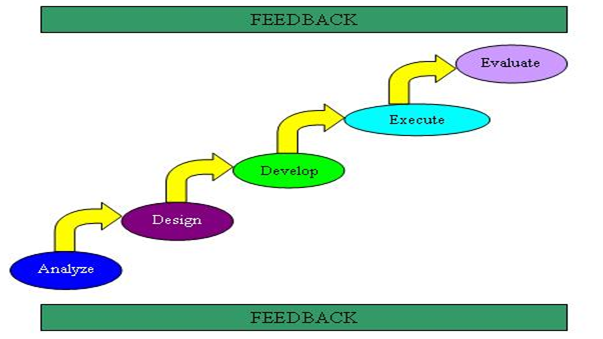 FEEDBACK
Evaluate
Execute
Develop
Design
Analyze
FEEDBACK